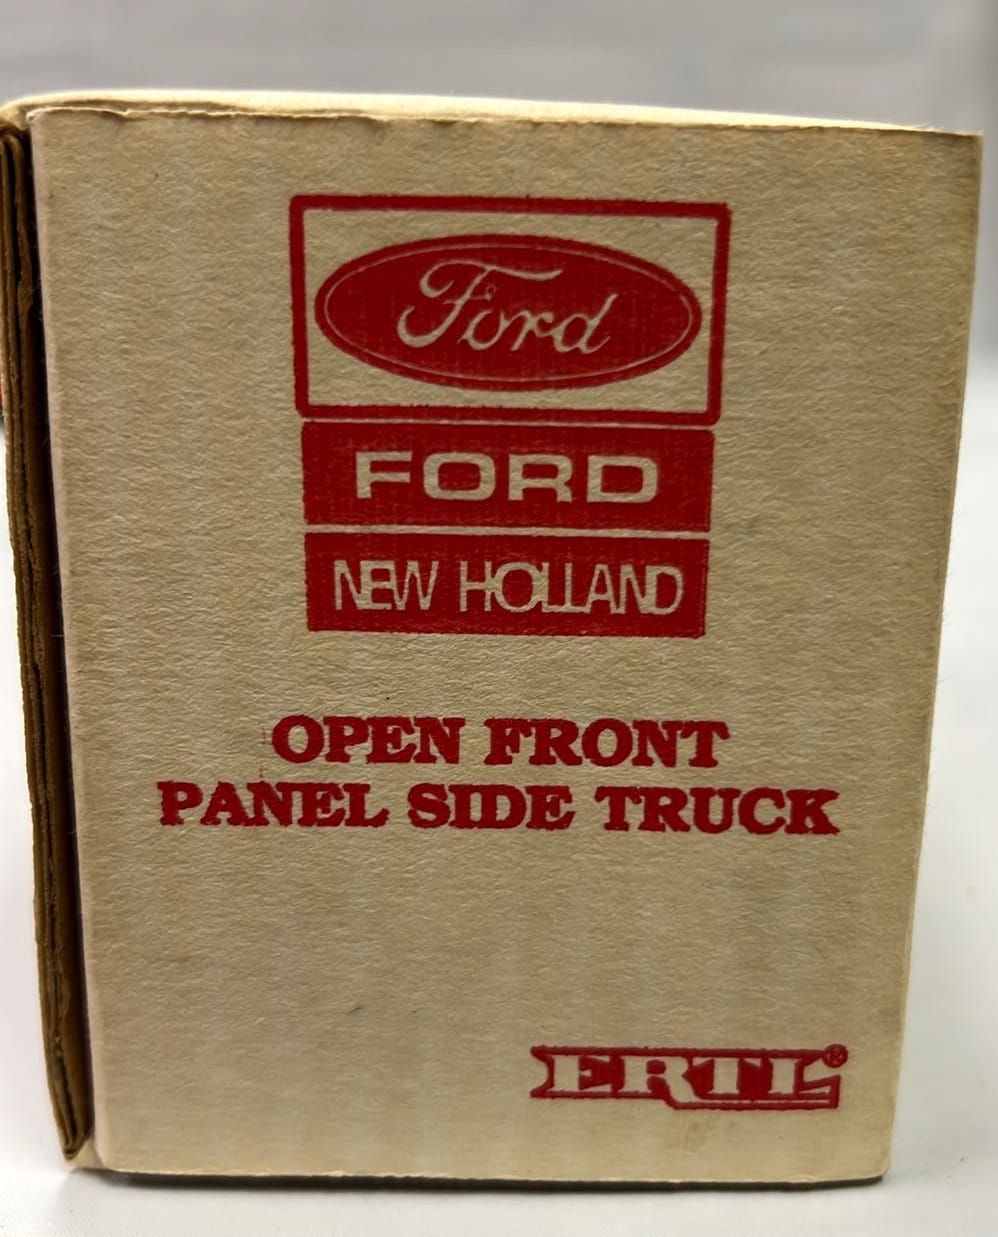 Ford
FORD
NEW HOLLAND
OPEN FRONT
PANEL SIDE TRUCK
ERTL®